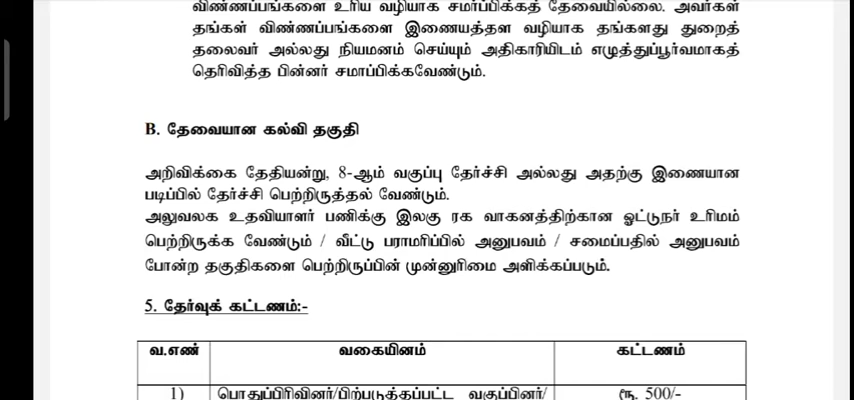 விண்ணப்பங்களை உரிய வழியாக சமர்ப்பிக்கத் தேவையில்லை. அவர்கள்
தங்கள் விண்ணப்பங்களை இணையத்தள வழியாக தங்களது துறைத்
தலைவர் அல்லது நியமனம் செய்யும் அதிகாரியிடம் எழுத்துப்பூர்வமாகத்
தெரிவித்த பின்னர் சமாப்பிக்கவேண்டும்.
B. தேவையான கல்வி தகுதி
அறிவிக்கை தேதியன்று, 8-ஆம் வகுப்பு தேர்ச்சி அல்லது அதற்கு இணையான
படிப்பில் தேர்ச்சி பெற்றிருத்தல் வேண்டும்.
அலுவலக உதவியாளர் பணிக்கு இலகு ரக வாகனத்திற்கான ஓட்டுநர் உரிமம்
பெற்றிருக்க வேண்டும் / வீட்டு பராமரிப்பில் அனுபவம் / சமைப்பதில் அனுபவம்
போன்ற தகுதிகளை பெற்றிருப்பின் முன்னுரிமை அளிக்கப்படும்.
5. தேர்வுக் கட்டணம்:-
வ.எண் வகையினம் கட்டணம்
1) பொதுப்பிரிவினர்/பிற்படுத்தப்பட்ட வகுப்பினர்/ ரூ. 500/-